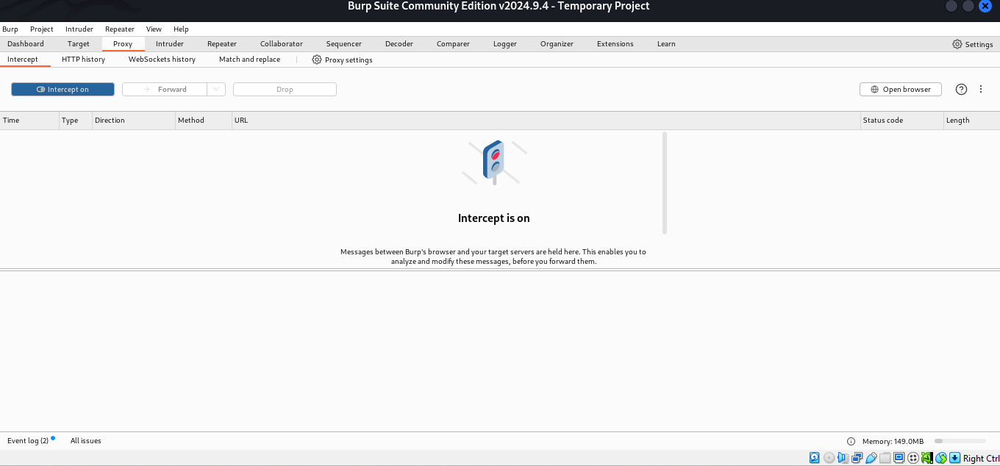 Burp Suite Community Edition v2024.9.4 - Temporary Project
Burp Project Intruder Repeater View Help
Dashboard Target Proxy Intruder Repeater Collaborator Sequencer Decoder Comparer Logger Organizer Extensions Learn Settings
Intercept HTTP history WebSockets history Match and replace Proxy settings
Intercept on Forward Drop Open browser
Time Type Direction Method URL Status code Length
Intercept is on
Messages between Burp's browser and your target servers are held here. This enables you to
analyze and modify these messages, before you forward them.
Event log (2) All issues Memory: 149.0MB
Right Ctrl